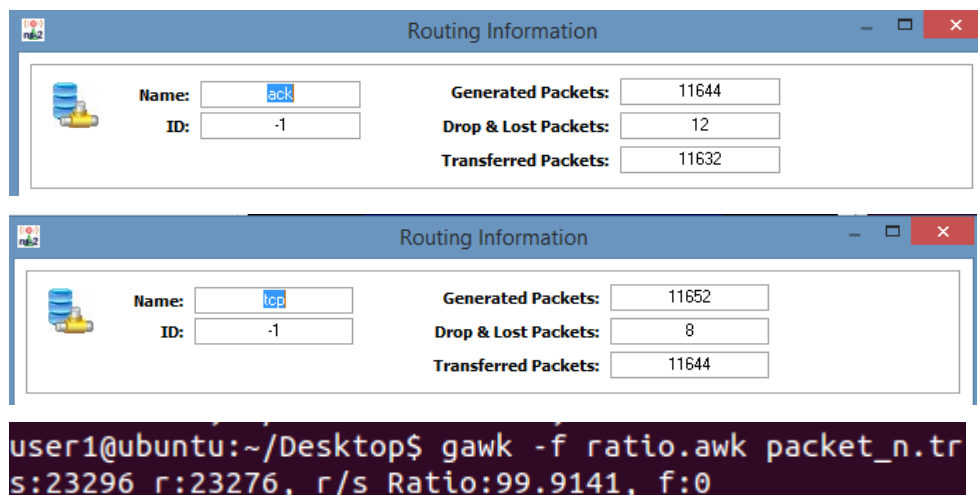 Routing Information
Name: ack
ID: -1
Generated Packets: 11644
Drop & Lost Packets: 12
Transferred Packets: 11632
Routing Information
Name: tcp
ID: -1
Generated Packets: 11652
Drop & Lost Packets: 8
Transferred Packets: 11644
user1@ubuntu:~/Desktop$ gawk -f ratio.awk packet_n.tr
s:23296 r:23276, r/s Ratio:99.9141, f:0